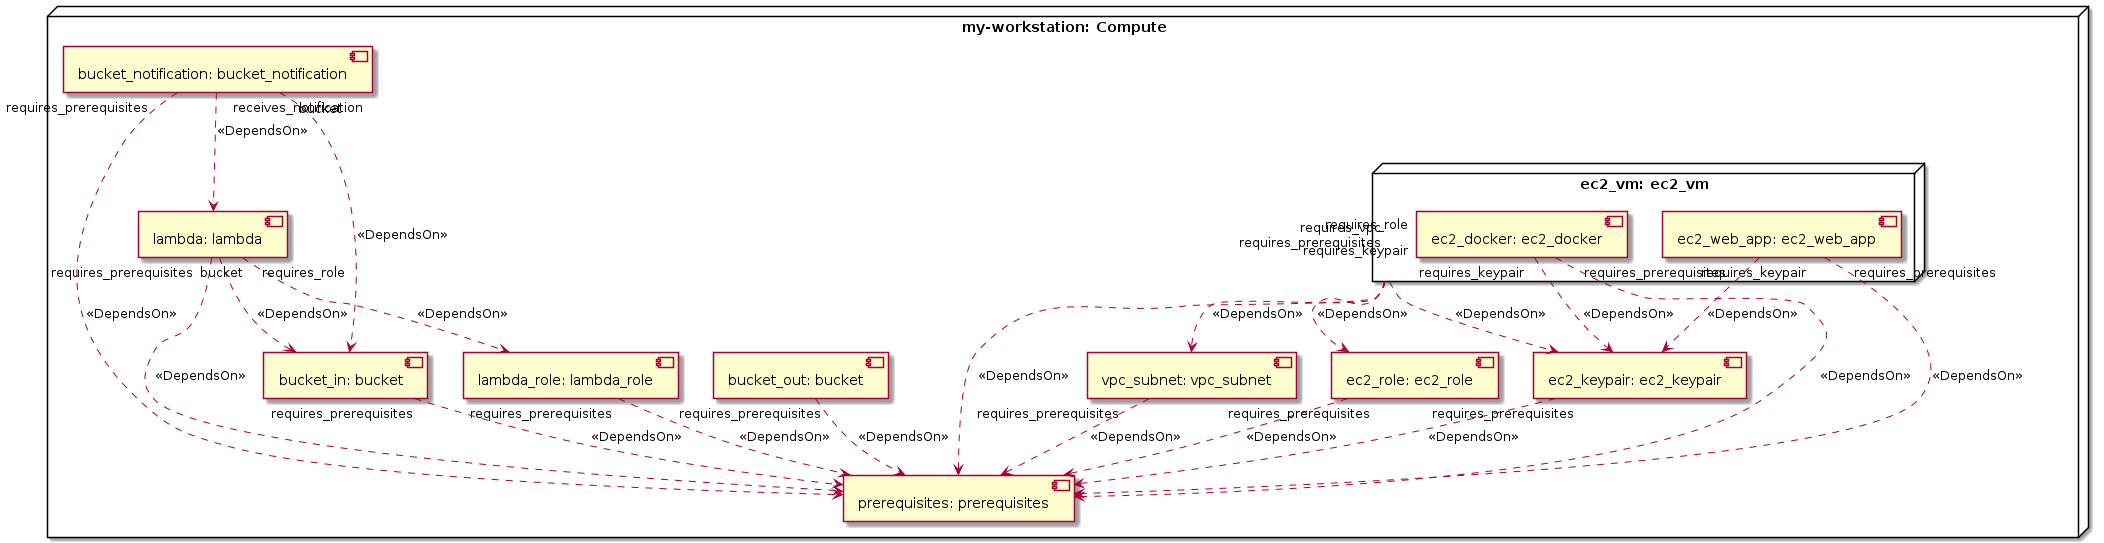 my-workstation: Compute
bucket_notification: bucket_notification
requires_prerequisites
receives_notification
bucket
«DependsOn»
ec2_vm: ec2_vm
lambda: lambda
«DependsOn»
requires_role
requires_vpc
requires_prerequisites
requires_keypair
ec2_docker: ec2_docker
ec2_web_app: ec2_web_app
requires_prerequisites
bucket
requires_role
requires_keypair
requires_prerequisites
requires_keypair
requires_prerequisites
«DependsOn»
«DependsOn»
«DependsOn»
«DependsOn»
«DependsOn»
«DependsOn»
«DependsOn»
«DependsOn»
«DependsOn»
«DependsOn»
«DependsOn»
«DependsOn»
bucket_in: bucket
lambda_role: lambda_role
bucket_out: bucket
vpc_subnet: vpc_subnet
ec2_role: ec2_role
ec2_keypair: ec2_keypair
requires_prerequisites
requires_prerequisites
requires_prerequisites
requires_prerequisites
requires_prerequisites
requires_prerequisites
«DependsOn»
«DependsOn»
«DependsOn»
«DependsOn»
«DependsOn»
«DependsOn»
prerequisites: prerequisites